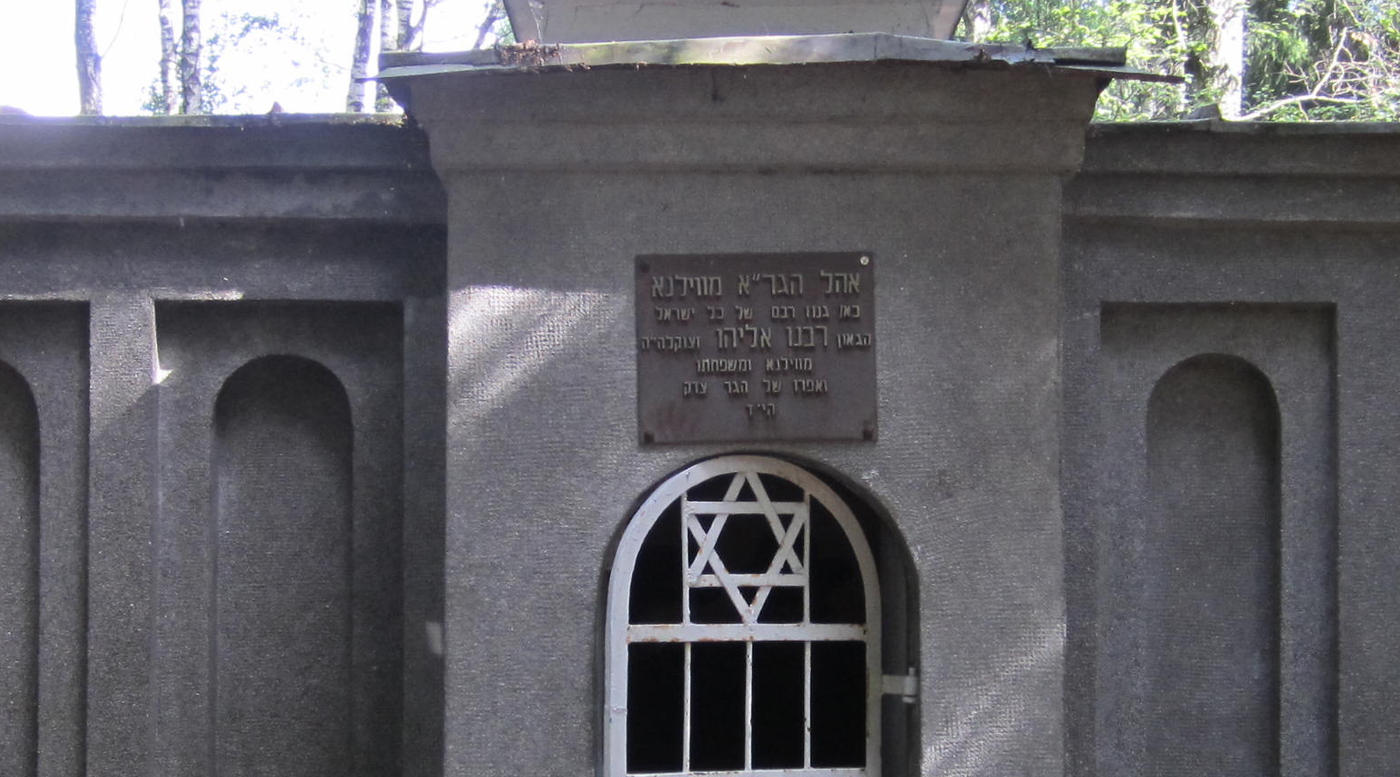 אהל הגר״א מווילנא
כאן גנוז רבם של כל ישראל
הגאון רבנו אליהו זצוקלה״ה
מווילנא ומשפחתו
ואפרו של הגר צדק
הי״ד